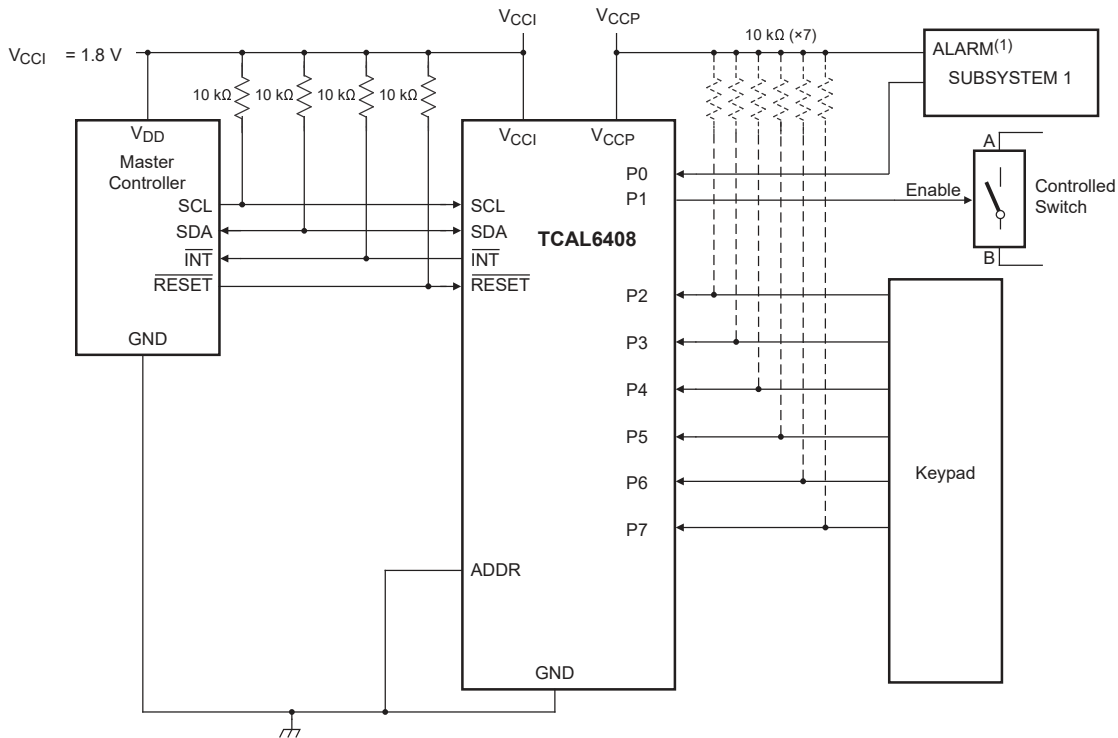 VCCI
VCCP
VCCI = 1.8 V
10 kΩ (×7)
ALARM(1)
SUBSYSTEM 1
10 kΩ
10 kΩ
10 kΩ
10 kΩ
VDD
Master
Controller
SCL
SDA
INT
RESET
GND
VCCI
VCCP
SCL
SDA
INT
RESET
TCAL6408
P0
P1
P2
P3
P4
P5
P6
P7
ADDR
GND
Enable
A
B
Controlled
Switch
Keypad